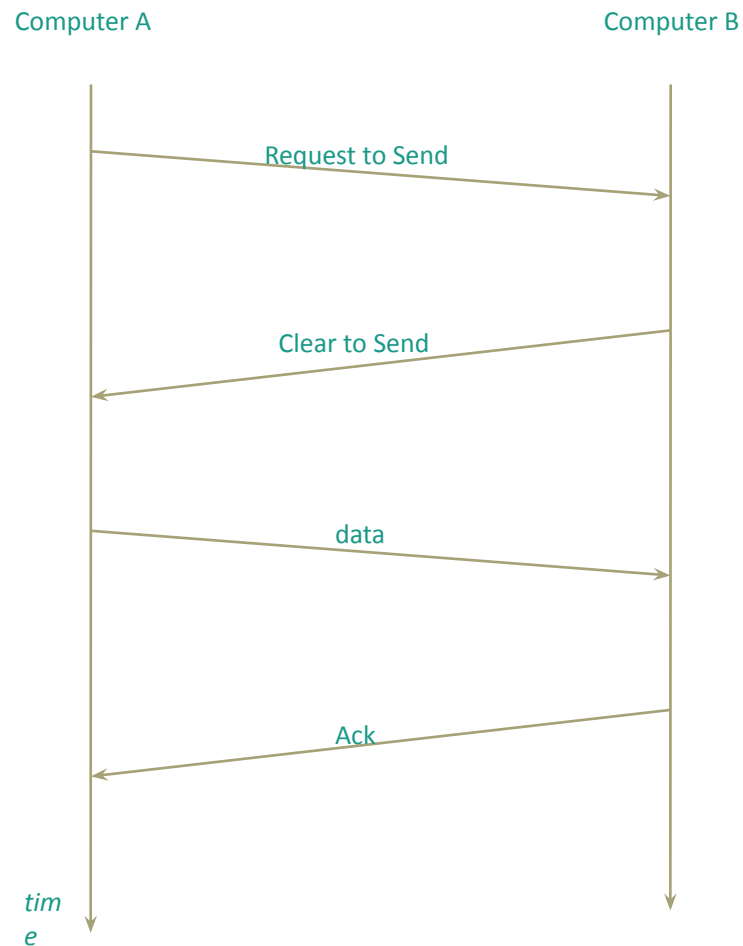 Computer A
Computer B
Request to Send
Clear to Send
data
Ack
tim
e